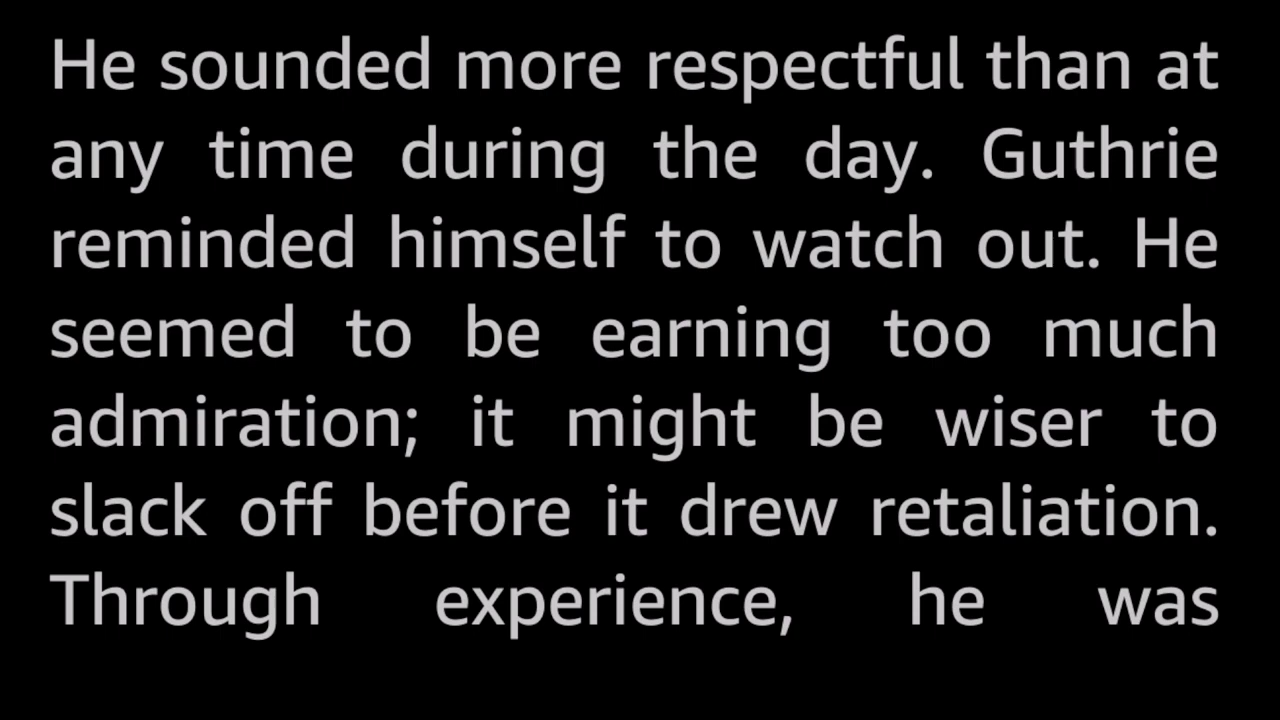 He sounded more respectful than at
any time during the day. Guthrie
reminded himself to watch out. He
seemed to be earning too much
admiration; it might be wiser to
slack off before it drew retaliation.
Through experience, he was